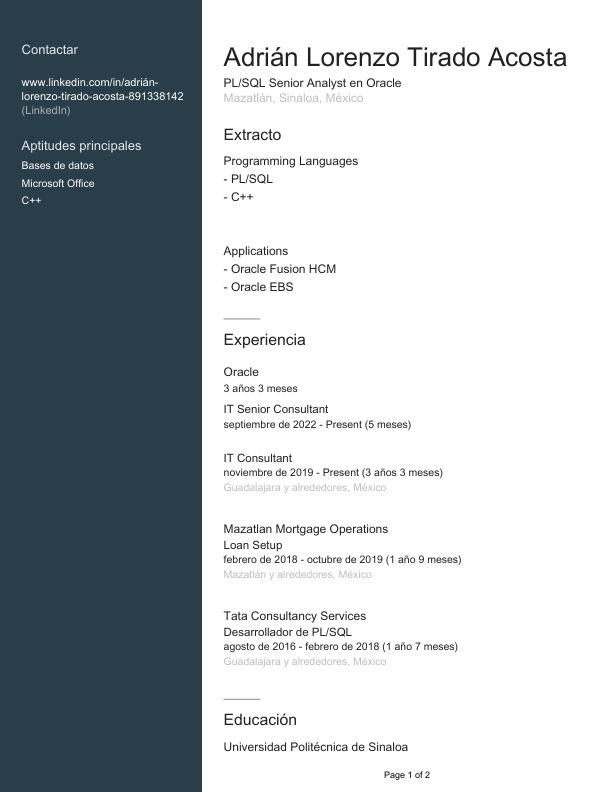 Contactar
www.linkedin.com/in/adrián-
lorenzo-tirado-acosta-891338142
(LinkedIn)
Aptitudes principales
Bases de datos
Microsoft Office
C++
Adrián Lorenzo Tirado Acosta
PL/SQL Senior Analyst en Oracle
Mazatlán, Sinaloa, México
Extracto
Programming Languages
- PL/SQL
- C++
Applications
- Oracle Fusion HCM
- Oracle EBS
Experiencia
Oracle
3 años 3 meses
IT Senior Consultant
septiembre de 2022 - Present (5 meses)
IT Consultant
noviembre de 2019 - Present (3 años 3 meses)
Guadalajara y alrededores, México
Mazatlan Mortgage Operations
Loan Setup
febrero de 2018 - octubre de 2019 (1 año 9 meses)
Mazatlán y alrededores, México
Tata Consultancy Services
Desarrollador de PL/SQL
agosto de 2016 - febrero de 2018 (1 año 7 meses)
Guadalajara y alrededores, México
Educación
Universidad Politécnica de Sinaloa
Page 1 of 2